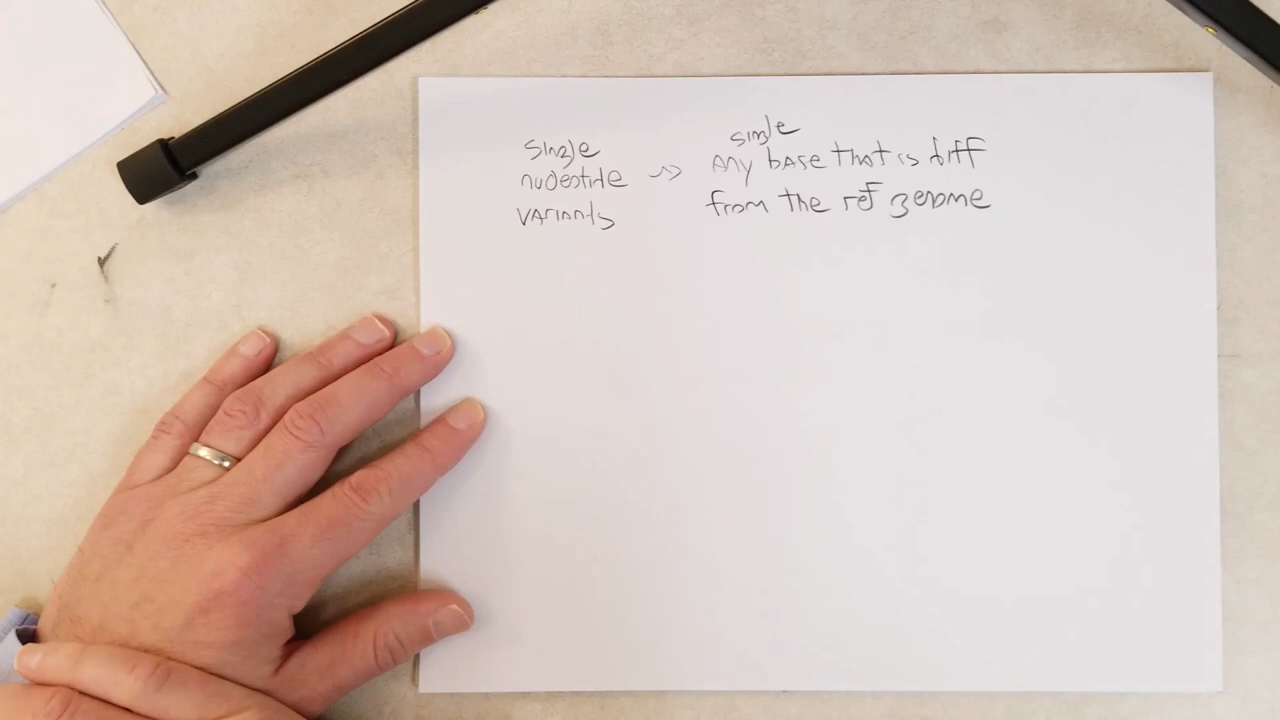 single
nucleotide
variants
→
single
Any base that is diff
from the ref genome